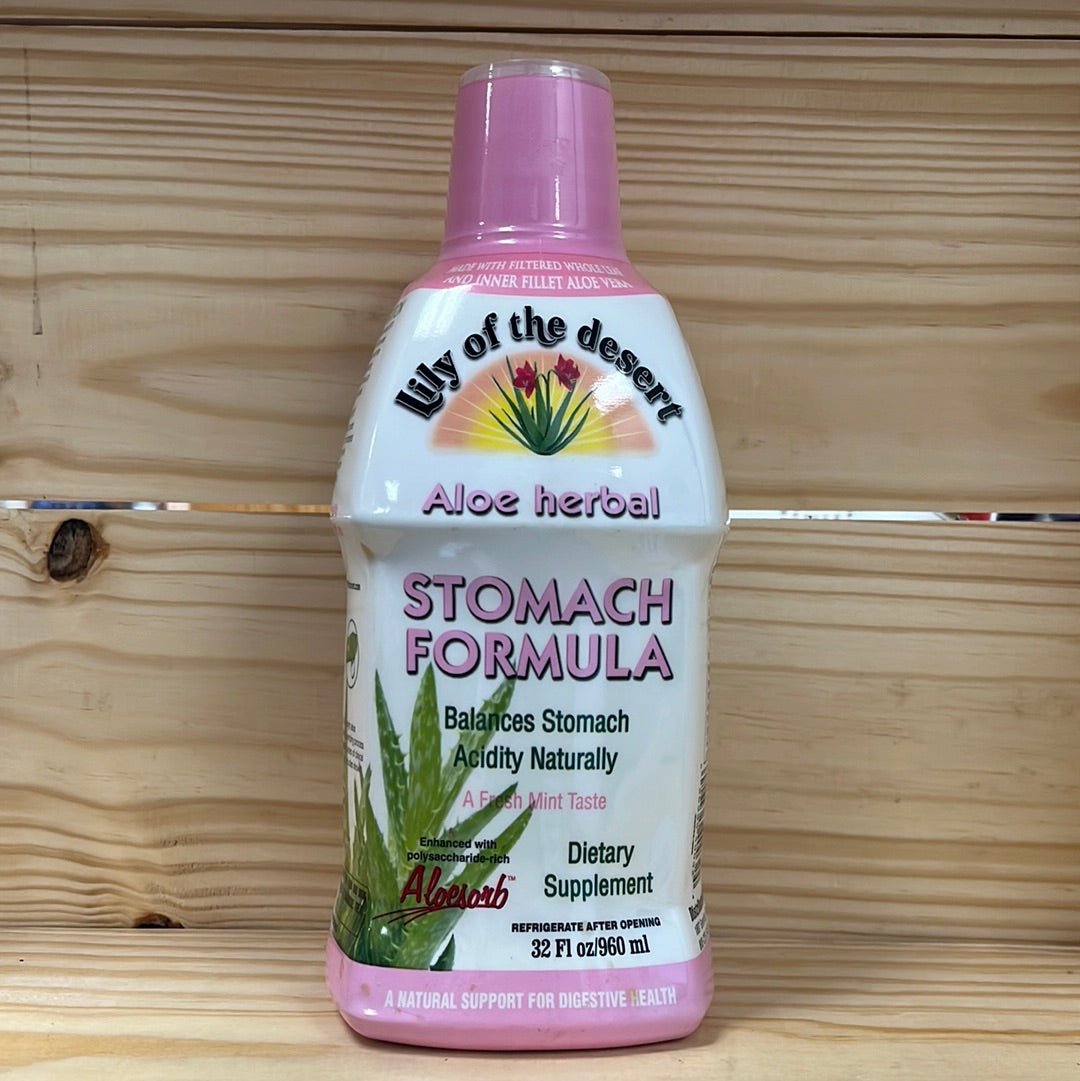 MADE WITH FILTERED WHOLE LEAF
AND INNER FILLET ALOE VERA
Lily of the desert
Aloe herbal
STOMACH
FORMULA
Balances Stomach
Acidity Naturally
A Fresh Mint Taste
Enhanced with
polysaccharide-rich
Aloesorb™
Dietary
Supplement
REFRIGERATE AFTER OPENING
32 Fl oz/960 ml
A NATURAL SUPPORT FOR DIGESTIVE HEALTH